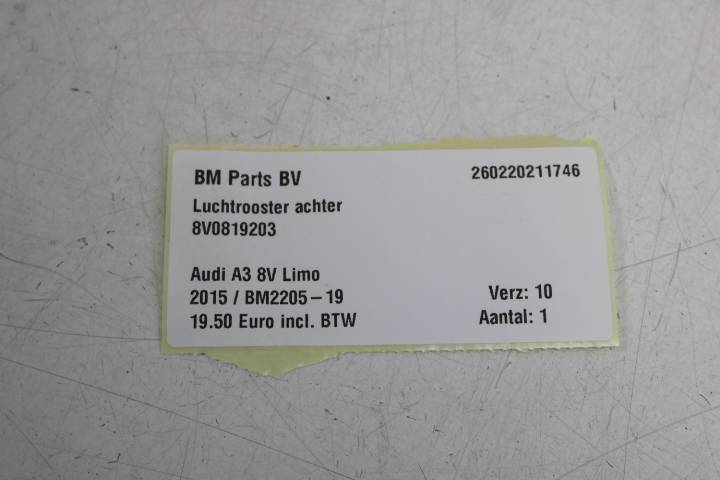 BM Parts BV 260220211746
Luchtrooster achter
8V0819203
Audi A3 8V Limo
2015 / BM2205-19 Verz: 10
19.50 Euro incl. BTW Aantal: 1